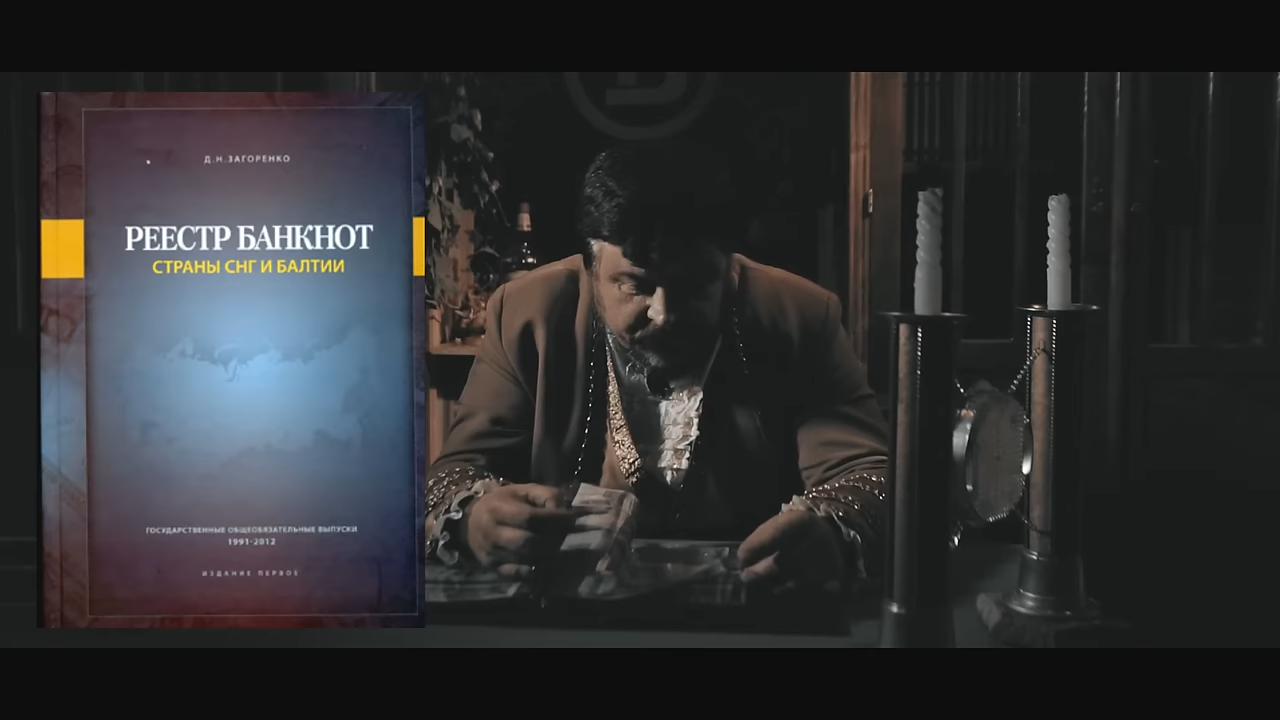 Д.Н.ЗАГОРЕНКО
РЕЕСТР БАНКНОТ
СТРАНЫ СНГ И БАЛТИИ
ГОСУДАРСТВЕННЫЕ ОБЩЕОБЯЗАТЕЛЬНЫЕ ВЫПУСКИ
1991-2012
ИЗДАНИЕ ПЕРВОЕ